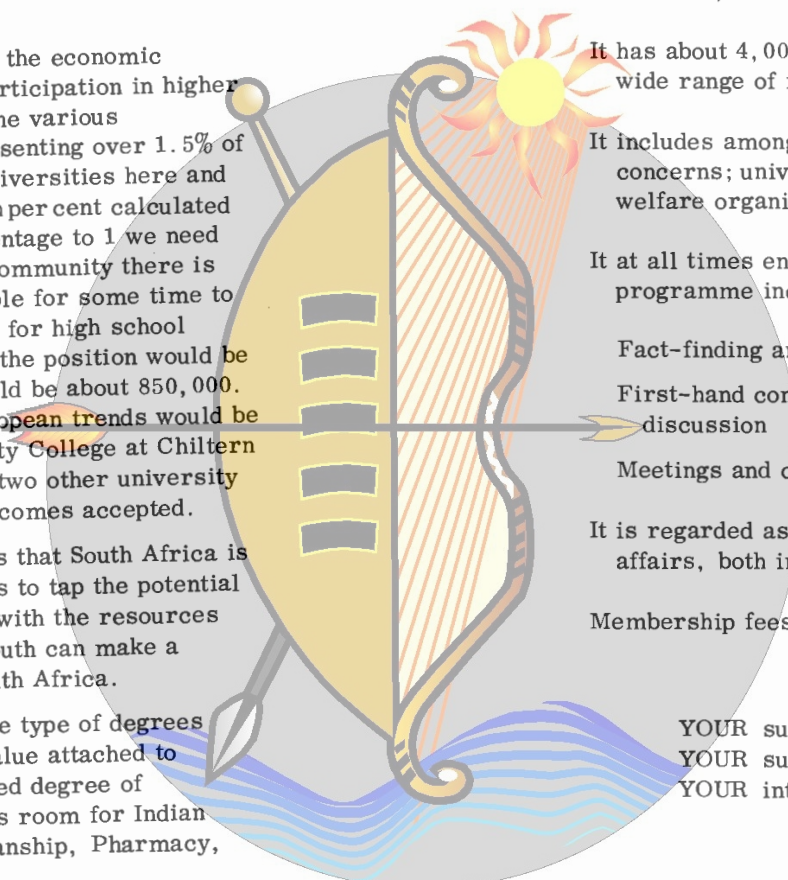 the economic
rticipation in higher
ne various
senting over 1.5% of
iversities here and
per cent calculated
entage to 1 we need
ommunity there is
le for some time to
for high school
the position would be
ld be about 850,000.
opean trends would be
ty College at Chiltern
two other university
comes accepted.
s that South Africa is
s to tap the potential
with the resources
uth can make a
th Africa.
e type of degrees
alue attached to
ed degree of
s room for Indian
anship, Pharmacy,
It has about 4,00
wide range of
It includes among
concerns; univ
welfare organi
It at all times en
programme in
Fact-finding a
First-hand con
discussion
Meetings and c
It is regarded as
affairs, both i
Membership fees
YOUR su
YOUR su
YOUR int